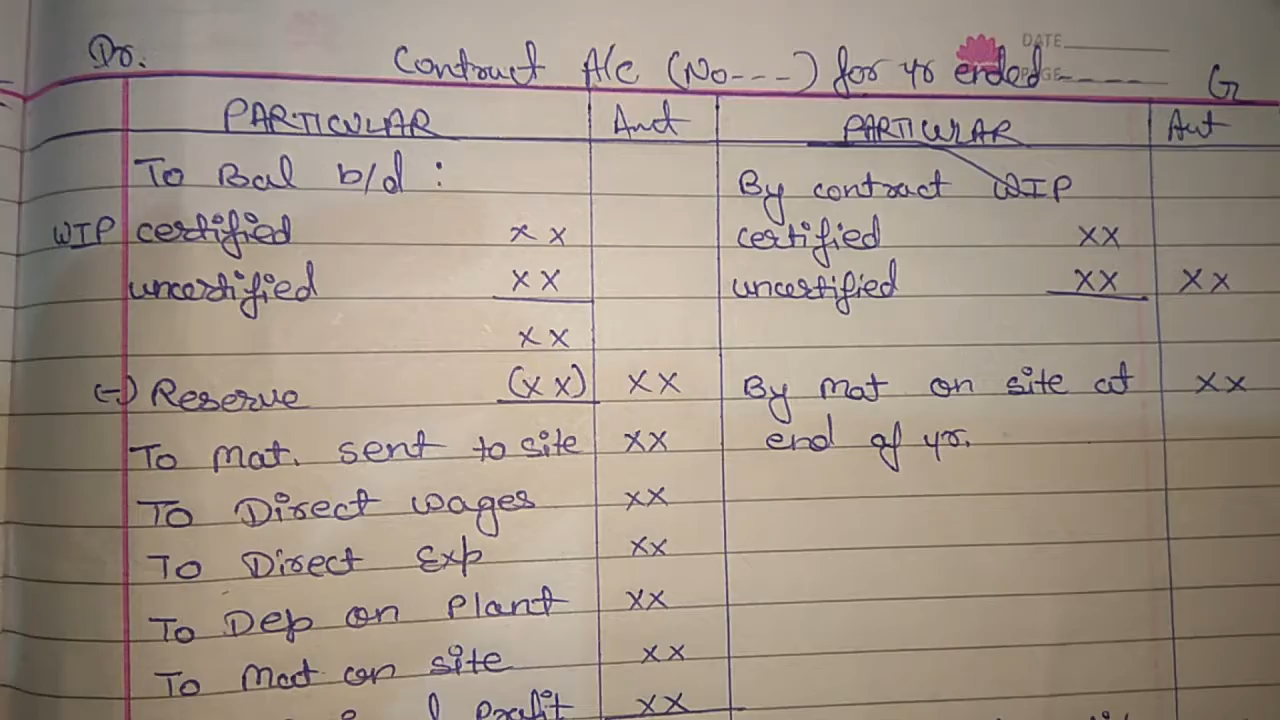 DATE
Dr. Contract A/c (No---) for yr ended-----
Cr
PARTICULAR Amt PARTICULAR Amt
To Bal b/d :
By contract WIP
WIP certified xx certified xx
uncertified xx uncertified xx xx
xx
(-) Reserve (xx) xx By mat on site at xx
To mat. sent to site xx end of yr.
To Direct wages xx
To Direct Exp xx
To Dep on Plant xx
To mat on site xx
Profit xx